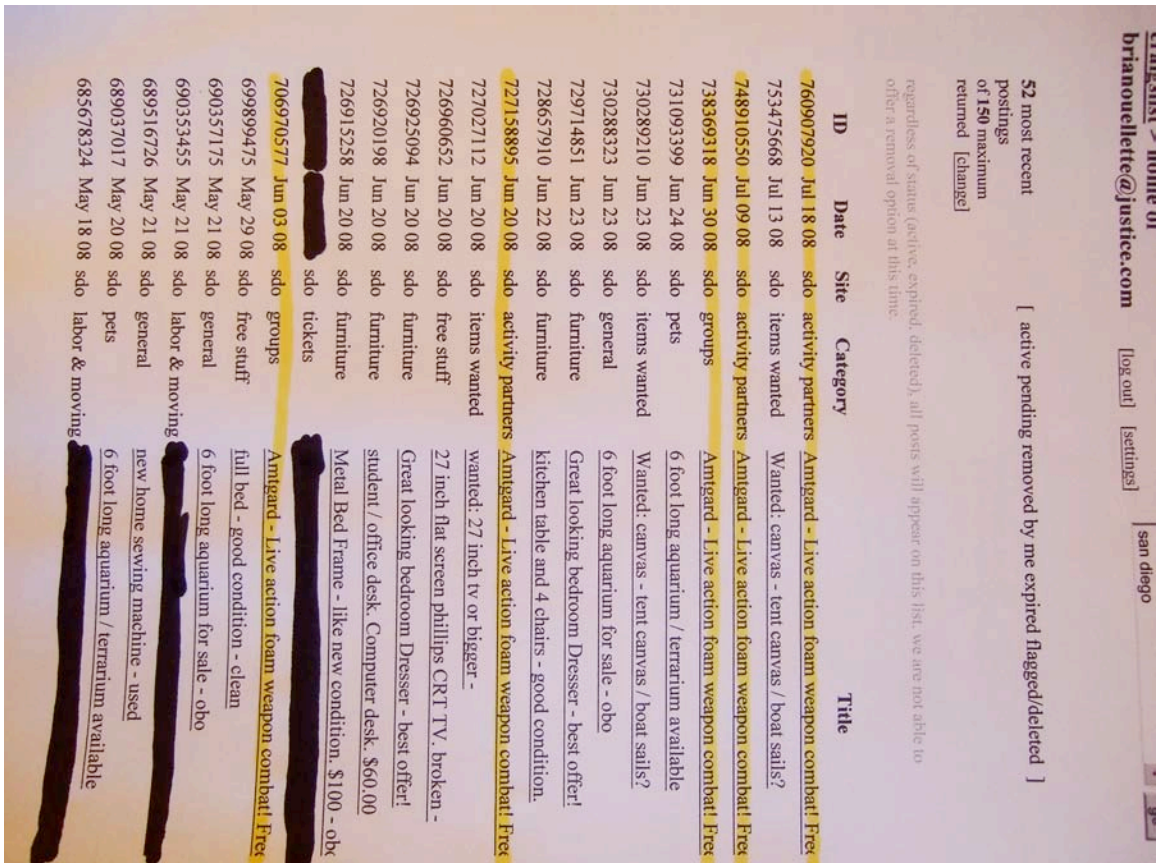 craigslist > home of
brianouellette@justice.com [log out] [settings] san diego go
52 most recent
postings
of 150 maximum
returned [change]
[ active pending removed by me expired flagged/deleted ]
regardless of status (active, expired, deleted), all posts will appear on this list. we are not able to
offer a removal option at this time.
ID Date Site Category Title
760907920 Jul 18 08 sdo activity partners Amtgard - Live action foam weapon combat! Free
753475668 Jul 13 08 sdo items wanted Wanted: canvas - tent canvas / boat sails?
748910550 Jul 09 08 sdo activity partners Amtgard - Live action foam weapon combat! Free
738369318 Jun 30 08 sdo groups Amtgard - Live action foam weapon combat! Free
731093399 Jun 24 08 sdo pets 6 foot long aquarium / terrarium available
730289210 Jun 23 08 sdo items wanted Wanted: canvas - tent canvas / boat sails?
730288323 Jun 23 08 sdo general 6 foot long aquarium for sale - obo
729714851 Jun 23 08 sdo furniture Great looking bedroom Dresser - best offer!
728657910 Jun 22 08 sdo furniture kitchen table and 4 chairs - good condition.
727158895 Jun 20 08 sdo activity partners Amtgard - Live action foam weapon combat! Free
727027112 Jun 20 08 sdo items wanted wanted: 27 inch tv or bigger -
726960652 Jun 20 08 sdo free stuff 27 inch flat screen phillips CRT TV. broken -
726925094 Jun 20 08 sdo furniture Great looking bedroom Dresser - best offer!
726920198 Jun 20 08 sdo furniture student / office desk. Computer desk. $60.00
726915258 Jun 20 08 sdo furniture Metal Bed Frame - like new condition. $100 - obo
sdo tickets
706970577 Jun 03 08 sdo groups Amtgard - Live action foam weapon combat! Free
699899475 May 29 08 sdo free stuff full bed - good condition - clean
690357175 May 21 08 sdo general 6 foot long aquarium for sale - obo
690353455 May 21 08 sdo labor & moving
689516726 May 21 08 sdo general new home sewing machine - used
689037017 May 20 08 sdo pets 6 foot long aquarium / terrarium available
685678324 May 18 08 sdo labor & moving